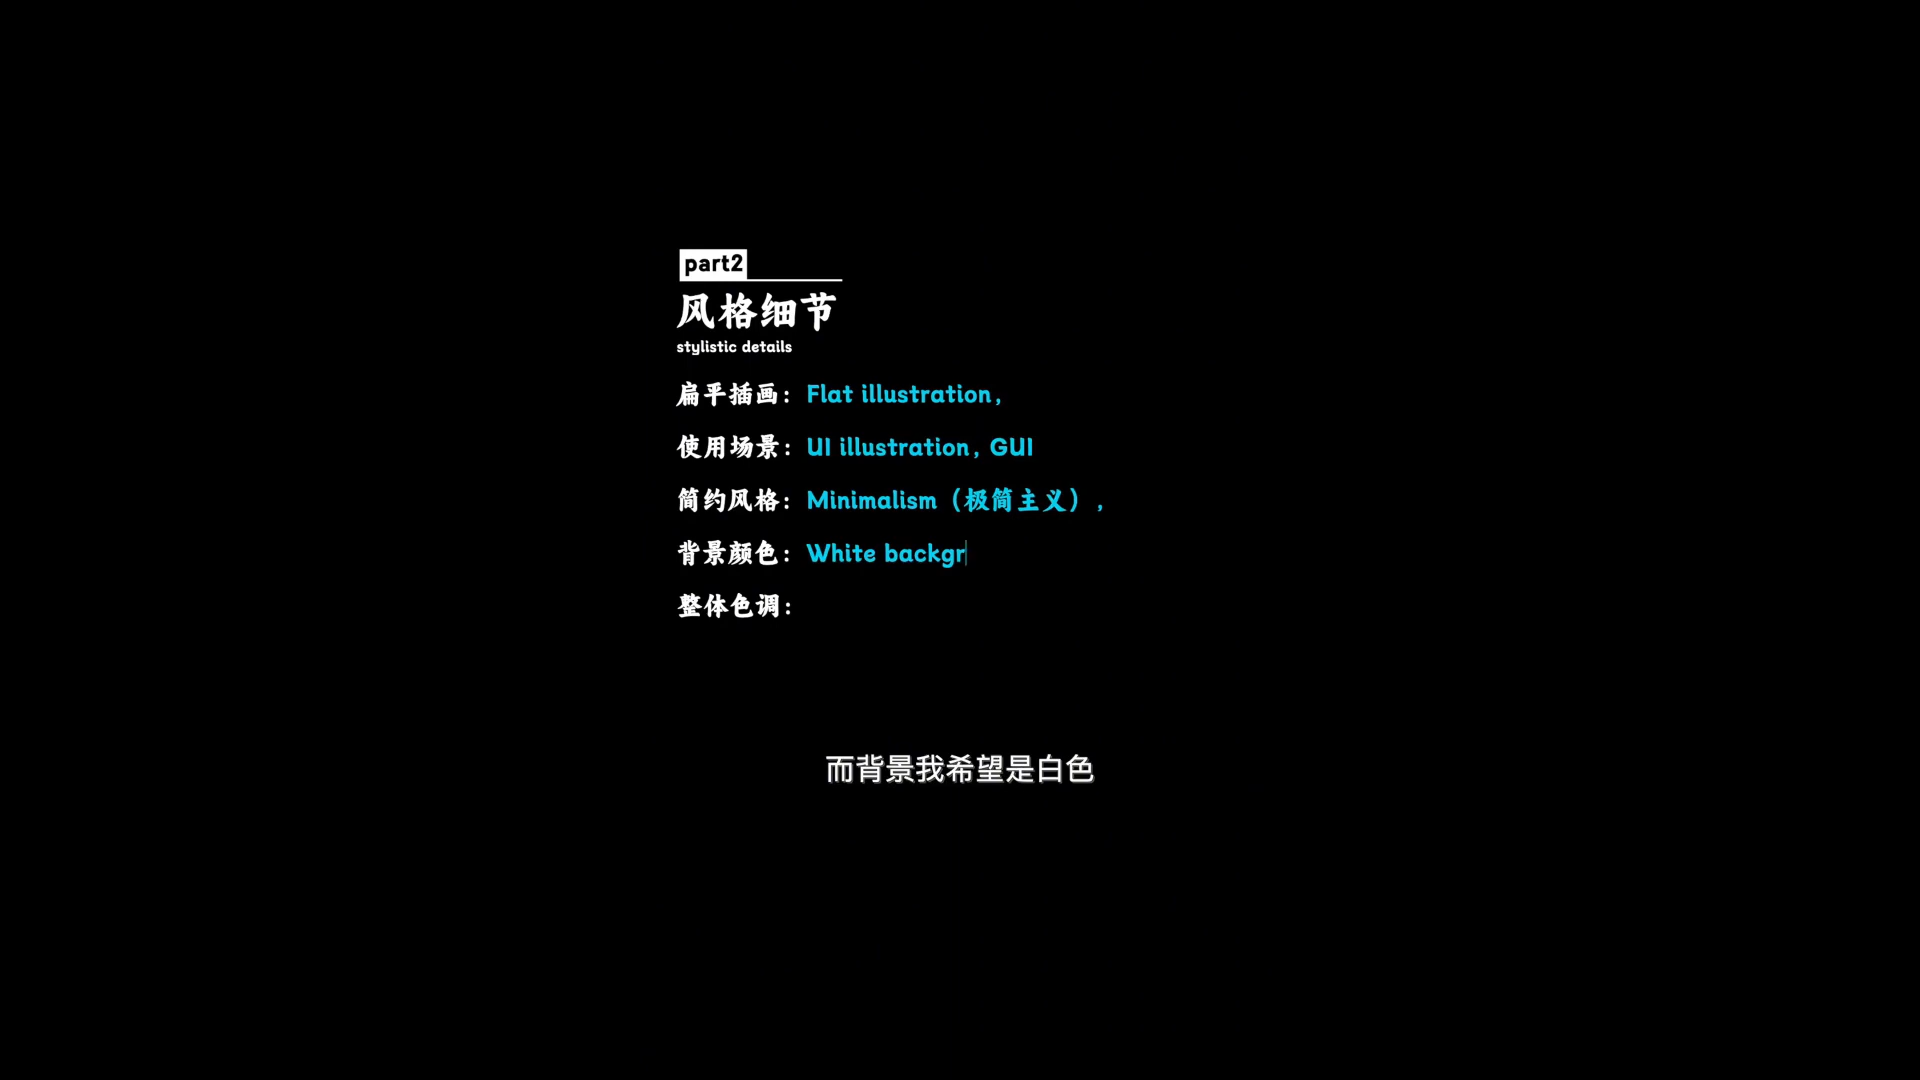 part2
风格细节
stylistic details
扁平插画：Flat illustration，
使用场景：UI illustration，GUI
简约风格：Minimalism（极简主义），
背景颜色：White backgr
整体色调：
而背景我希望是白色